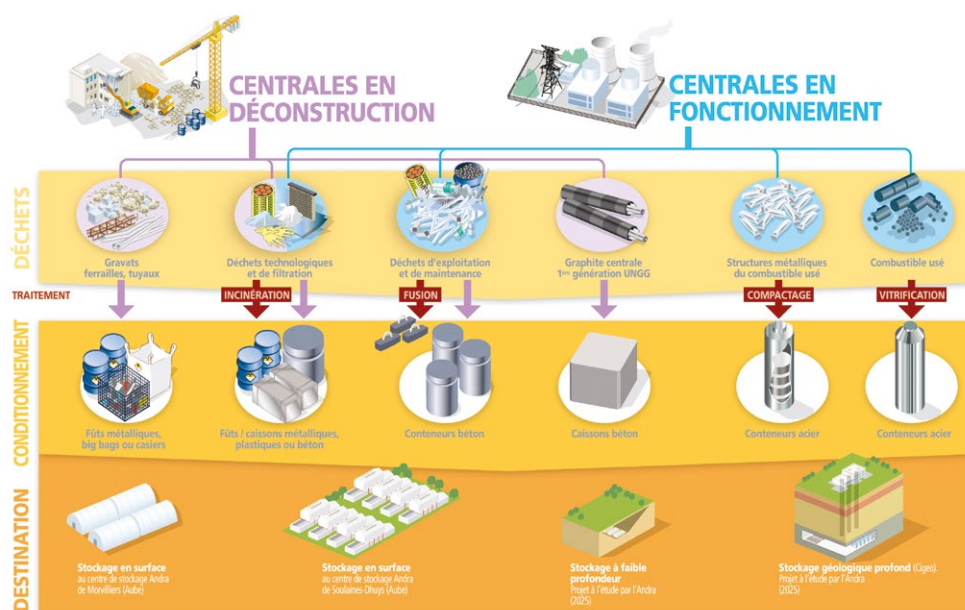 CENTRALES EN
DÉCONSTRUCTION
CENTRALES EN
FONCTIONNEMENT
DÉCHETS
Gravats
ferrailles, tuyaux
Déchets technologiques
et de filtration
Déchets d'exploitation
et de maintenance
Graphite centrale
1ère génération UNGG
Structures métalliques
du combustible usé
Combustible usé
TRAITEMENT
INCINÉRATION
FUSION
COMPACTAGE
VITRIFICATION
CONDITIONNEMENT
Fûts métalliques,
big bags ou casiers
Fûts / caissons métalliques,
plastiques ou béton
Conteneurs béton
Caissons béton
Conteneurs acier
Conteneurs acier
DESTINATION
Stockage en surface
au centre de stockage Andra
de Morvilliers (Aube)
Stockage en surface
au centre de stockage Andra
de Soulaines-Dhuys (Aube)
Stockage à faible
profondeur
Projet à l'étude par l'Andra
(2025)
Stockage géologique profond (Cigeo).
Projet à l'étude par l'Andra
(2025)